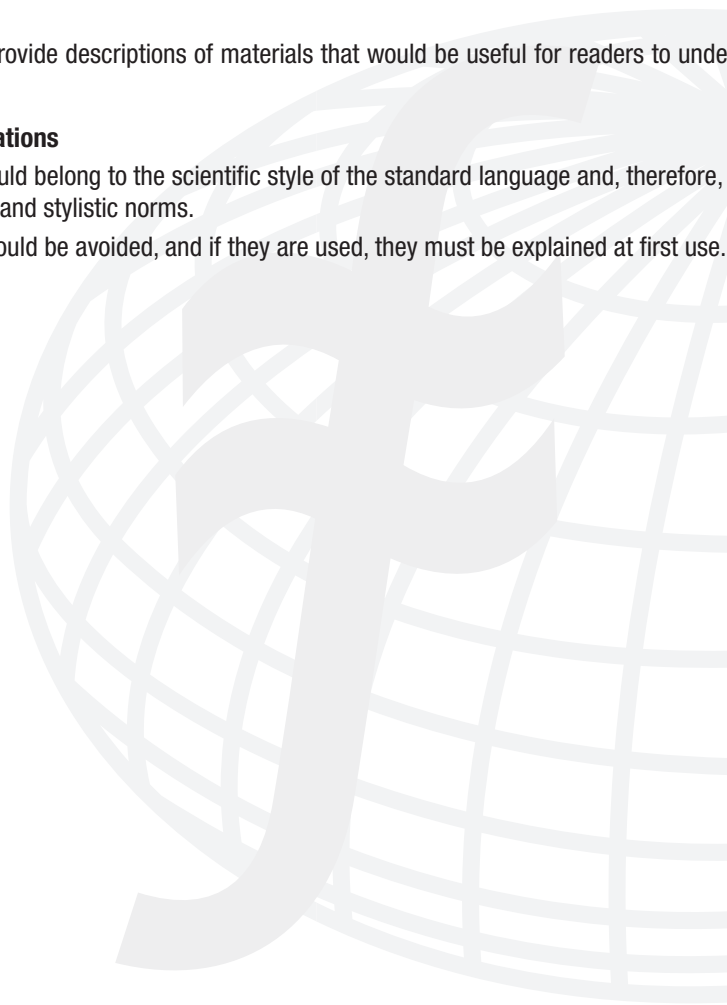 rovide descriptions of materials that would be useful for readers to unde
ations
uld belong to the scientific style of the standard language and, therefore,
and stylistic norms.
ould be avoided, and if they are used, they must be explained at first use.